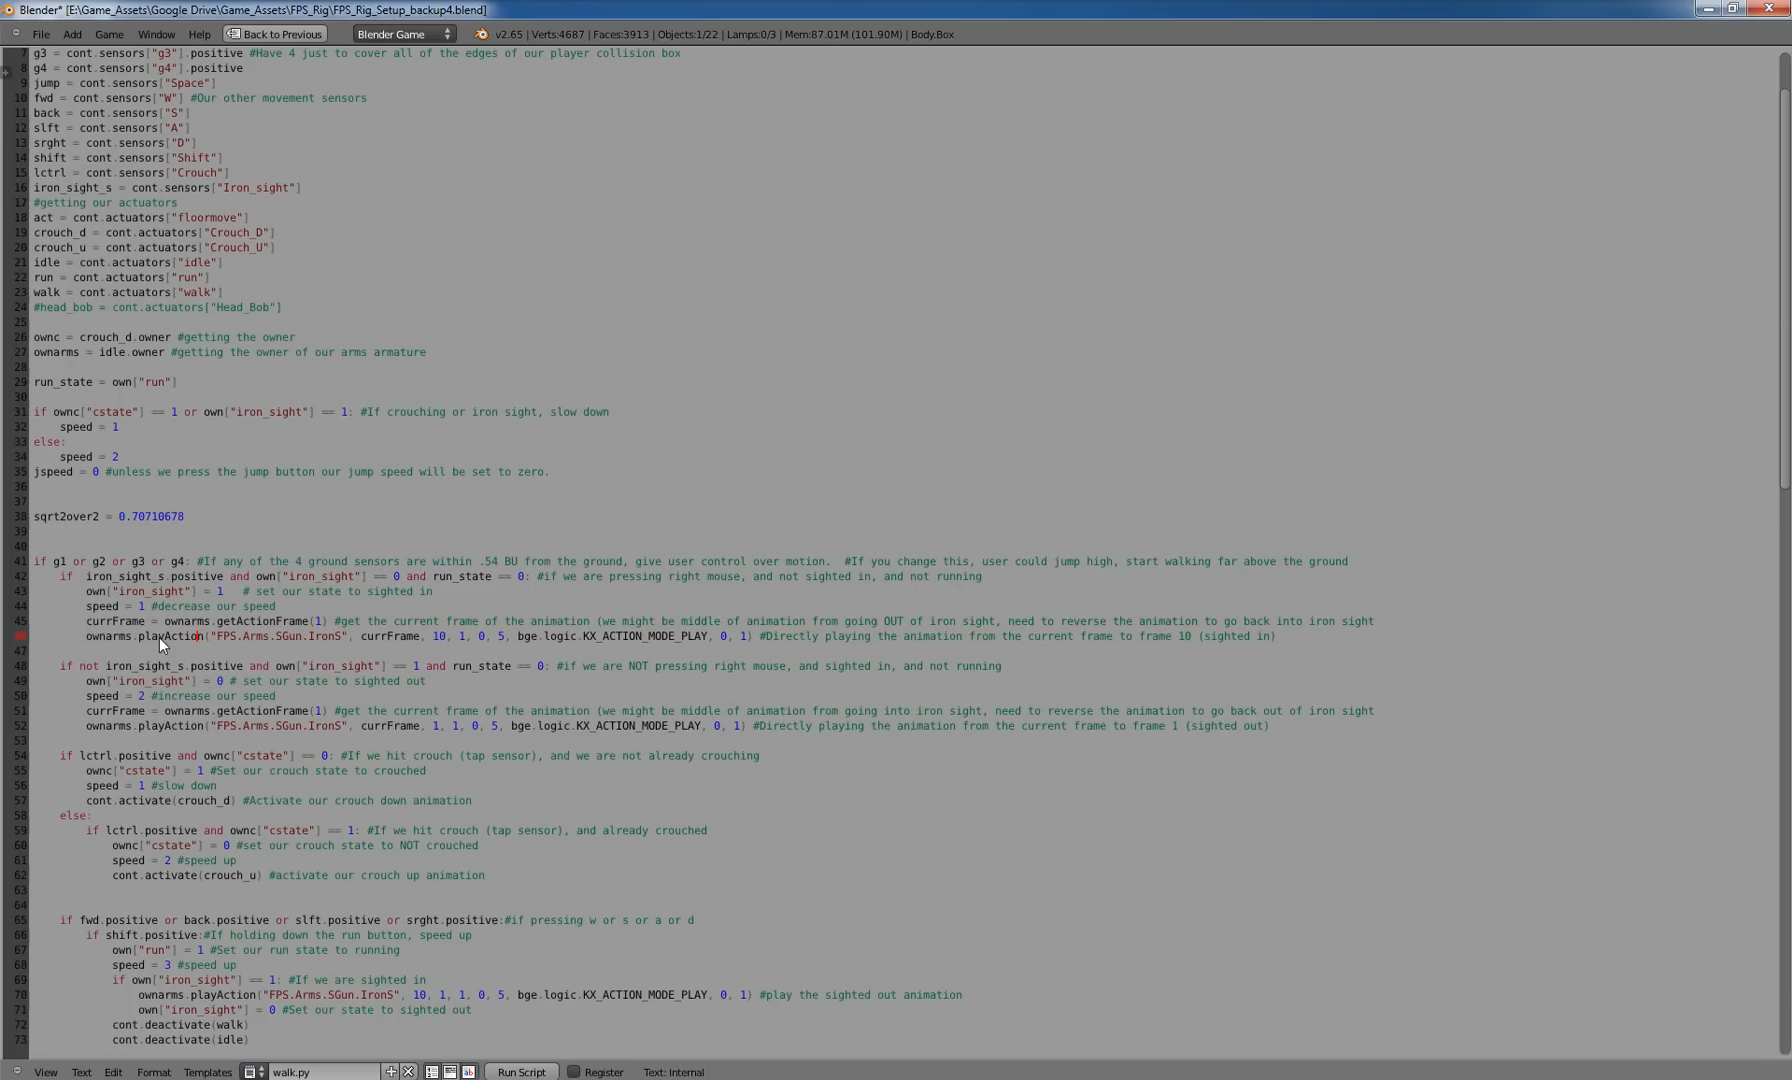 Blender* [E:\Game_Assets\Google Drive\Game_Assets\FPS_Rig\FPS_Rig_Setup_backup4.blend]
File Add Game Window Help Back to Previous Blender Game v2.65 | Verts:4687 | Faces:3913 | Objects:1/22 | Lamps:0/3 | Mem:87.01M (101.90M) | Body.Box
7 g3 = cont.sensors["g3"].positive #Have 4 just to cover all of the edges of our player collision box
8 g4 = cont.sensors["g4"].positive
9 jump = cont.sensors["Space"]
10 fwd = cont.sensors["W"] #Our other movement sensors
11 back = cont.sensors["S"]
12 slft = cont.sensors["A"]
13 srght = cont.sensors["D"]
14 shift = cont.sensors["Shift"]
15 lctrl = cont.sensors["Crouch"]
16 iron_sight_s = cont.sensors["Iron_sight"]
17 #getting our actuators
18 act = cont.actuators["floormove"]
19 crouch_d = cont.actuators["Crouch_D"]
20 crouch_u = cont.actuators["Crouch_U"]
21 idle = cont.actuators["idle"]
22 run = cont.actuators["run"]
23 walk = cont.actuators["walk"]
24 #head_bob = cont.actuators["Head_Bob"]
25
26 ownc = crouch_d.owner #getting the owner
27 ownarms = idle.owner #getting the owner of our arms armature
28
29 run_state = own["run"]
30
31 if ownc["cstate"] == 1 or own["iron_sight"] == 1: #If crouching or iron sight, slow down
32 speed = 1
33 else:
34 speed = 2
35 jspeed = 0 #unless we press the jump button our jump speed will be set to zero.
36
37
38 sqrt2over2 = 0.70710678
39
40
41 if g1 or g2 or g3 or g4: #If any of the 4 ground sensors are within .54 BU from the ground, give user control over motion. #If you change this, user could jump high, start walking far above the ground
42 if iron_sight_s.positive and own["iron_sight"] == 0 and run_state == 0: #if we are pressing right mouse, and not sighted in, and not running
43 own["iron_sight"] = 1 # set our state to sighted in
44 speed = 1 #decrease our speed
45 currFrame = ownarms.getActionFrame(1) #get the current frame of the animation (we might be middle of animation from going OUT of iron sight, need to reverse the animation to go back into iron sight
46 ownarms.playAction("FPS.Arms.SGun.IronS", currFrame, 10, 1, 0, 5, bge.logic.KX_ACTION_MODE_PLAY, 0, 1) #Directly playing the animation from the current frame to frame 10 (sighted in)
47
48 if not iron_sight_s.positive and own["iron_sight"] == 1 and run_state == 0: #if we are NOT pressing right mouse, and sighted in, and not running
49 own["iron_sight"] = 0 # set our state to sighted out
50 speed = 2 #increase our speed
51 currFrame = ownarms.getActionFrame(1) #get the current frame of the animation (we might be middle of animation from going into iron sight, need to reverse the animation to go back out of iron sight
52 ownarms.playAction("FPS.Arms.SGun.IronS", currFrame, 1, 1, 0, 5, bge.logic.KX_ACTION_MODE_PLAY, 0, 1) #Directly playing the animation from the current frame to frame 1 (sighted out)
53
54 if lctrl.positive and ownc["cstate"] == 0: #If we hit crouch (tap sensor), and we are not already crouching
55 ownc["cstate"] = 1 #Set our crouch state to crouched
56 speed = 1 #slow down
57 cont.activate(crouch_d) #Activate our crouch down animation
58 else:
59 if lctrl.positive and ownc["cstate"] == 1: #If we hit crouch (tap sensor), and already crouched
60 ownc["cstate"] = 0 #set our crouch state to NOT crouched
61 speed = 2 #speed up
62 cont.activate(crouch_u) #activate our crouch up animation
63
64
65 if fwd.positive or back.positive or slft.positive or srght.positive:#if pressing w or s or a or d
66 if shift.positive:#If holding down the run button, speed up
67 own["run"] = 1 #Set our run state to running
68 speed = 3 #speed up
69 if own["iron_sight"] == 1: #If we are sighted in
70 ownarms.playAction("FPS.Arms.SGun.IronS", 10, 1, 1, 0, 5, bge.logic.KX_ACTION_MODE_PLAY, 0, 1) #play the sighted out animation
71 own["iron_sight"] = 0 #Set our state to sighted out
72 cont.deactivate(walk)
73 cont.deactivate(idle)
View Text Edit Format Templates walk.py Run Script Register Text: Internal